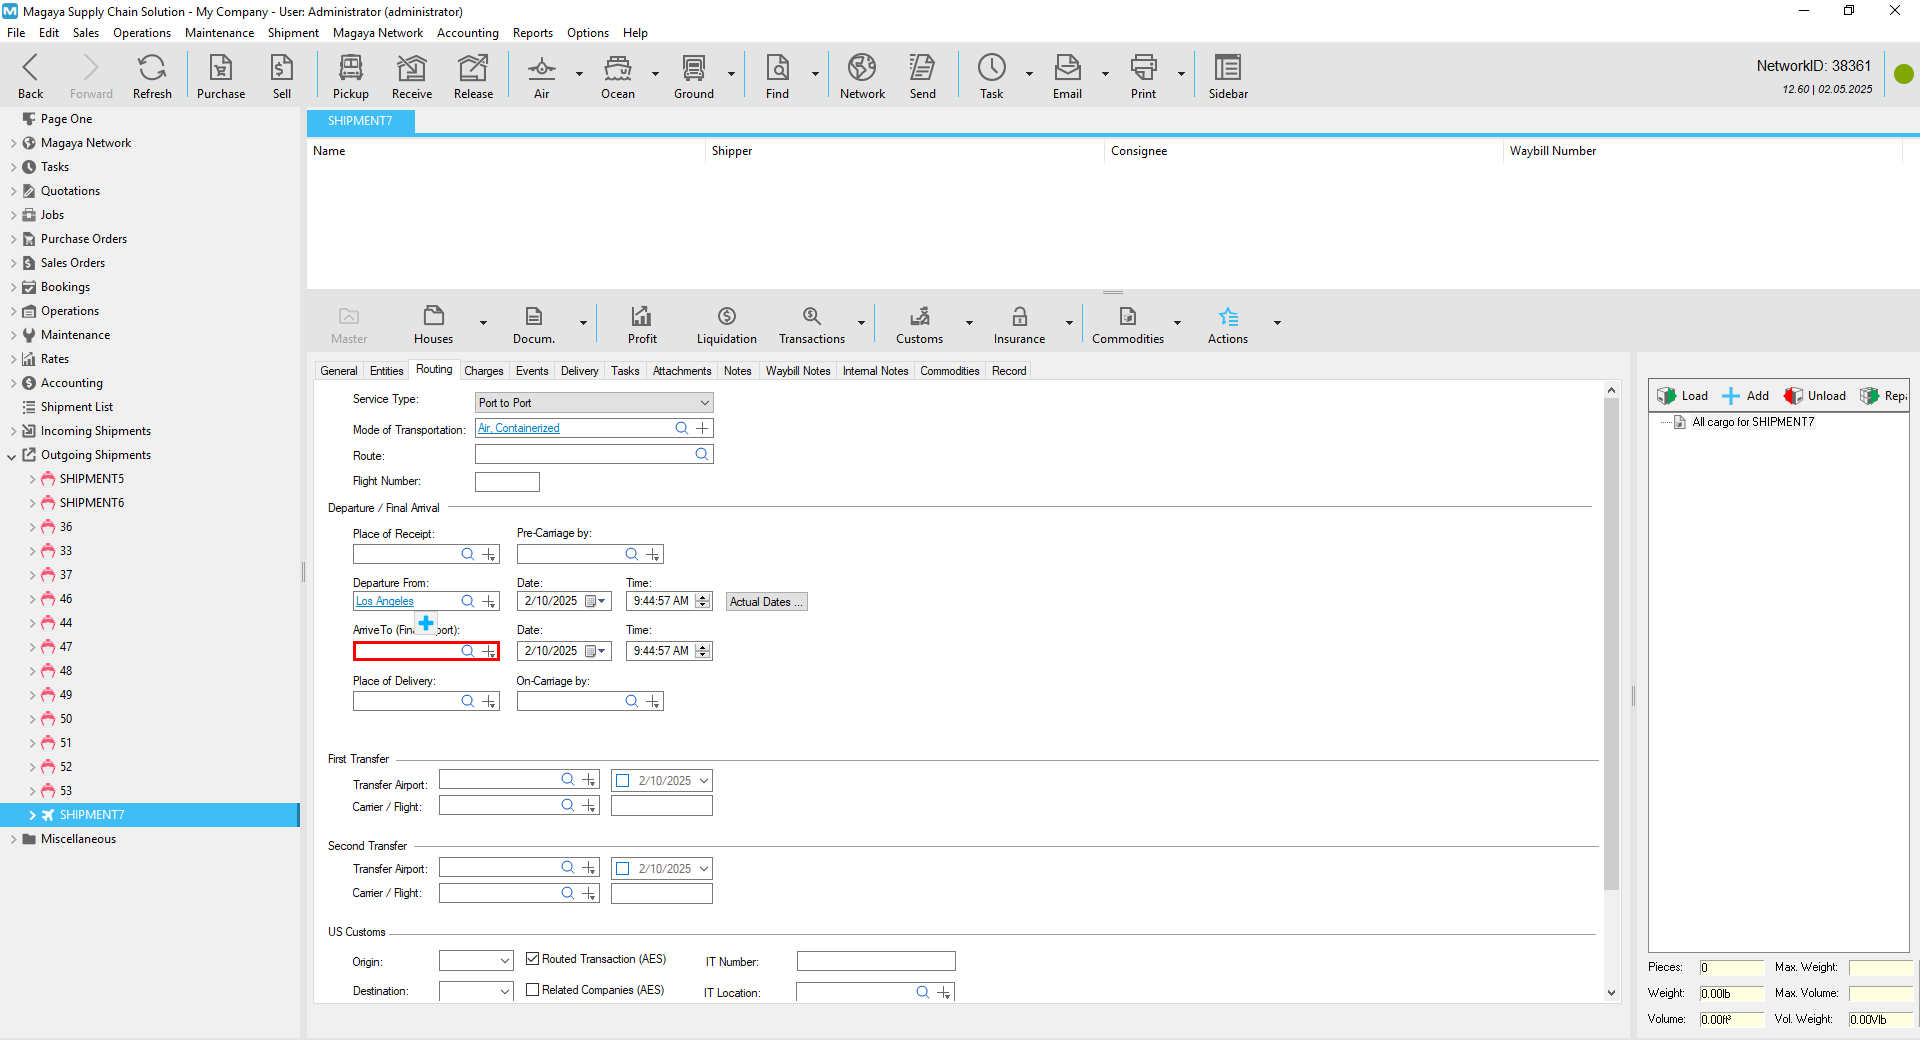 Magaya Supply Chain Solution - My Company - User: Administrator (administrator)
File Edit Sales Operations Maintenance Shipment Magaya Network Accounting Reports Options Help
Back Forward Refresh Purchase Sell Pickup Receive Release Air Ocean Ground Find Network Send Task Email Print Sidebar
NetworkID: 38361
12.60 | 02.05.2025
Page One
Magaya Network
Tasks
Quotations
Jobs
Purchase Orders
Sales Orders
Bookings
Operations
Maintenance
Rates
Accounting
Shipment List
Incoming Shipments
Outgoing Shipments
SHIPMENT5
SHIPMENT6
36
33
37
46
44
47
48
49
50
51
52
53
SHIPMENT7
Miscellaneous
SHIPMENT7
Name Shipper Consignee Waybill Number
Master Houses Docum. Profit Liquidation Transactions Customs Insurance Commodities Actions
General Entities Routing Charges Events Delivery Tasks Attachments Notes Waybill Notes Internal Notes Commodities Record
Service Type: Port to Port
Mode of Transportation: Air, Containerized
Route:
Flight Number:
Departure / Final Arrival
Place of Receipt: Pre-Carriage by:
Departure From: Date: Time:
Los Angeles 2/10/2025 9:44:57 AM Actual Dates ...
Arrive To (Fin port): Date: Time:
2/10/2025 9:44:57 AM
Place of Delivery: On-Carriage by:
First Transfer
Transfer Airport: 2/10/2025
Carrier / Flight:
Second Transfer
Transfer Airport: 2/10/2025
Carrier / Flight:
US Customs
Origin: Routed Transaction (AES) IT Number:
Destination: Related Companies (AES) IT Location:
Load Add Unload Repa
All cargo for SHIPMENT7
Pieces: 0 Max. Weight:
Weight: 0.00lb Max. Volume:
Volume: 0.00ft³ Vol. Weight: 0.00Vlb